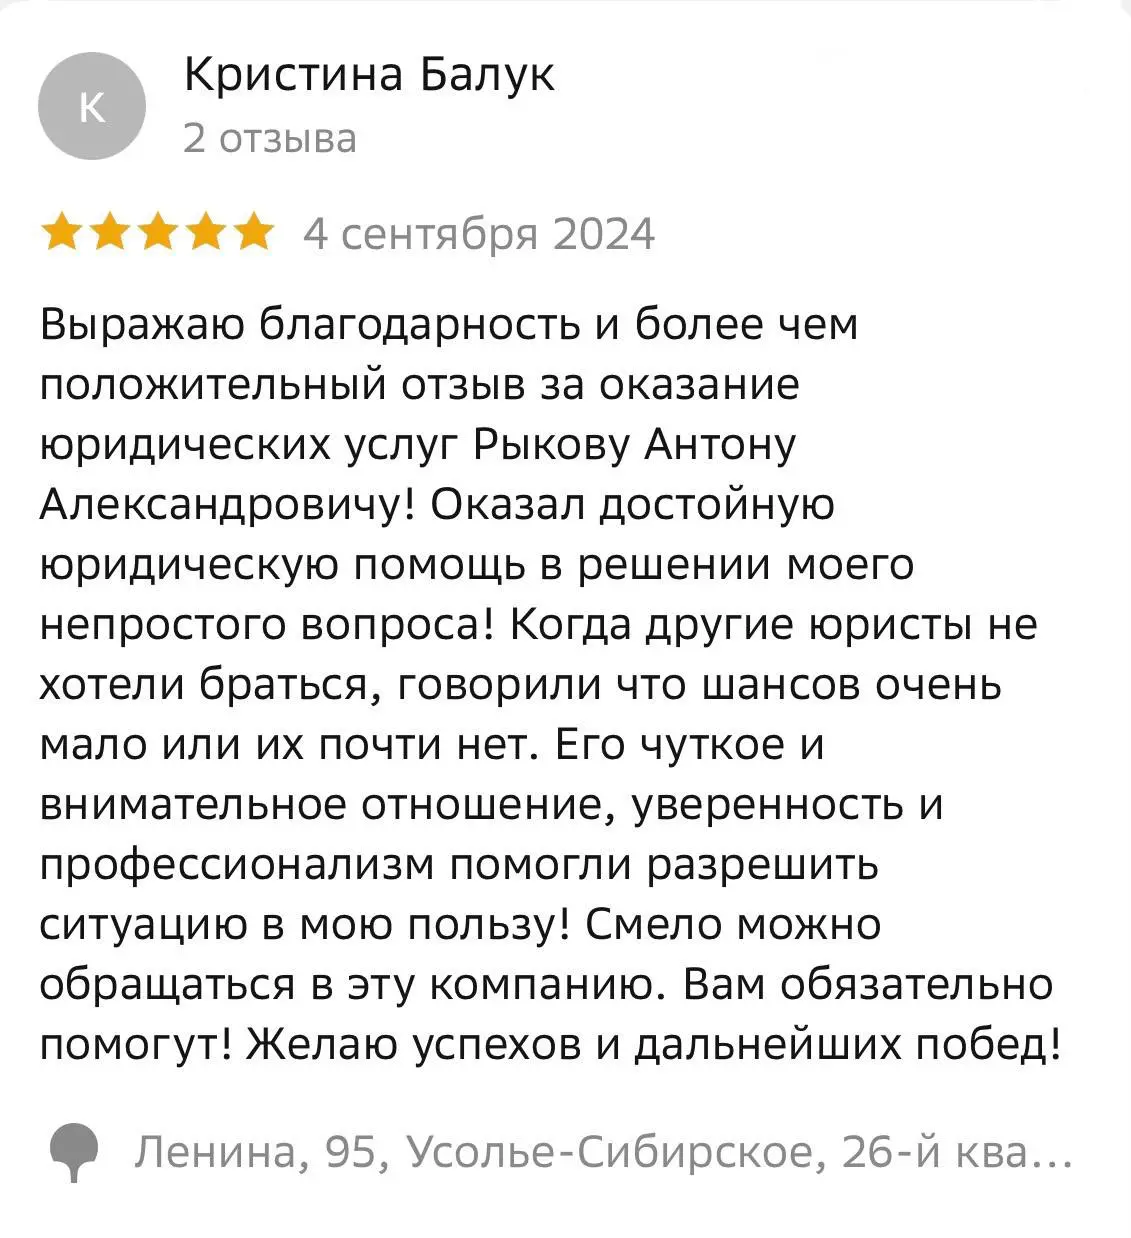 К
Кристина Балук
2 отзыва
4 сентября 2024
Выражаю благодарность и более чем
положительный отзыв за оказание
юридических услуг Рыкову Антону
Александровичу! Оказал достойную
юридическую помощь в решении моего
непростого вопроса! Когда другие юристы не
хотели браться, говорили что шансов очень
мало или их почти нет. Его чуткое и
внимательное отношение, уверенность и
профессионализм помогли разрешить
ситуацию в мою пользу! Смело можно
обращаться в эту компанию. Вам обязательно
помогут! Желаю успехов и дальнейших побед!
Ленина, 95, Усолье-Сибирское, 26-й ква...